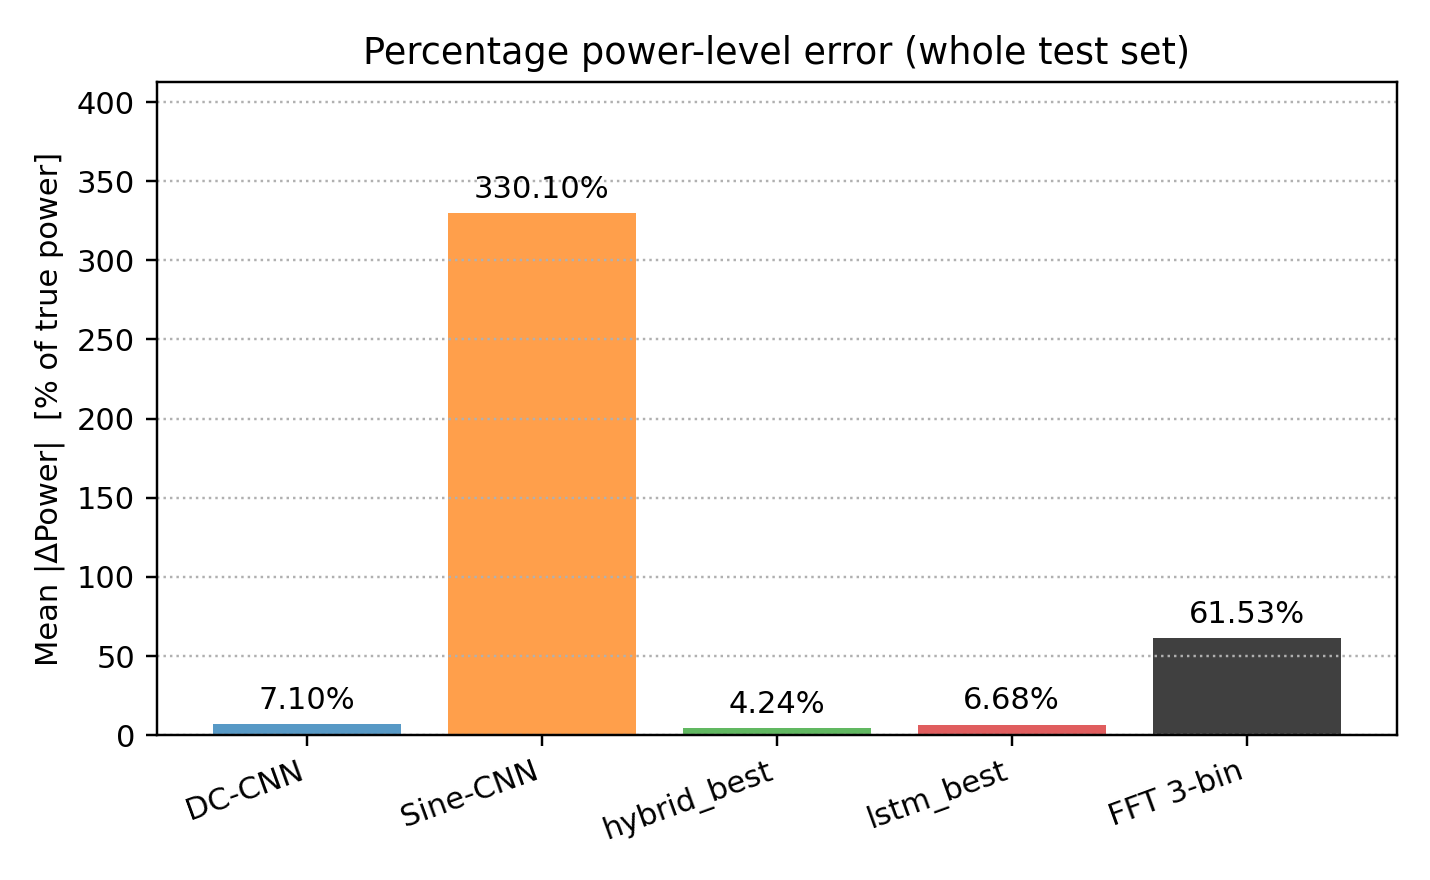 Percentage power-level error (whole test set)
Mean |ΔPower|  [% of true power]
400
350
300
250
200
150
100
50
0
7.10%
330.10%
4.24%
6.68%
61.53%
DC-CNN
Sine-CNN
hybrid_best
lstm_best
FFT 3-bin